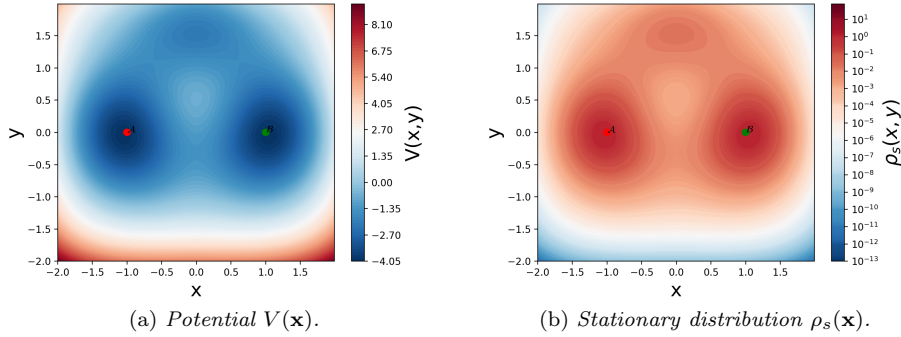 1.5
1.0
0.5
0.0
−0.5
−1.0
−1.5
−2.0
y
A
B
−2.0 −1.5 −1.0 −0.5 0.0 0.5 1.0 1.5
x
8.10
6.75
5.40
4.05
2.70
1.35
0.00
−1.35
−2.70
−4.05
V(x,y)
(a) Potential V(x).
1.5
1.0
0.5
0.0
−0.5
−1.0
−1.5
−2.0
y
A
B
−2.0 −1.5 −1.0 −0.5 0.0 0.5 1.0 1.5
x
10¹
10⁰
10⁻¹
10⁻²
10⁻³
10⁻⁴
10⁻⁵
10⁻⁶
10⁻⁷
10⁻⁸
10⁻⁹
10⁻¹⁰
10⁻¹¹
10⁻¹²
10⁻¹³
ρₛ(x, y)
(b) Stationary distribution ρₛ(x).